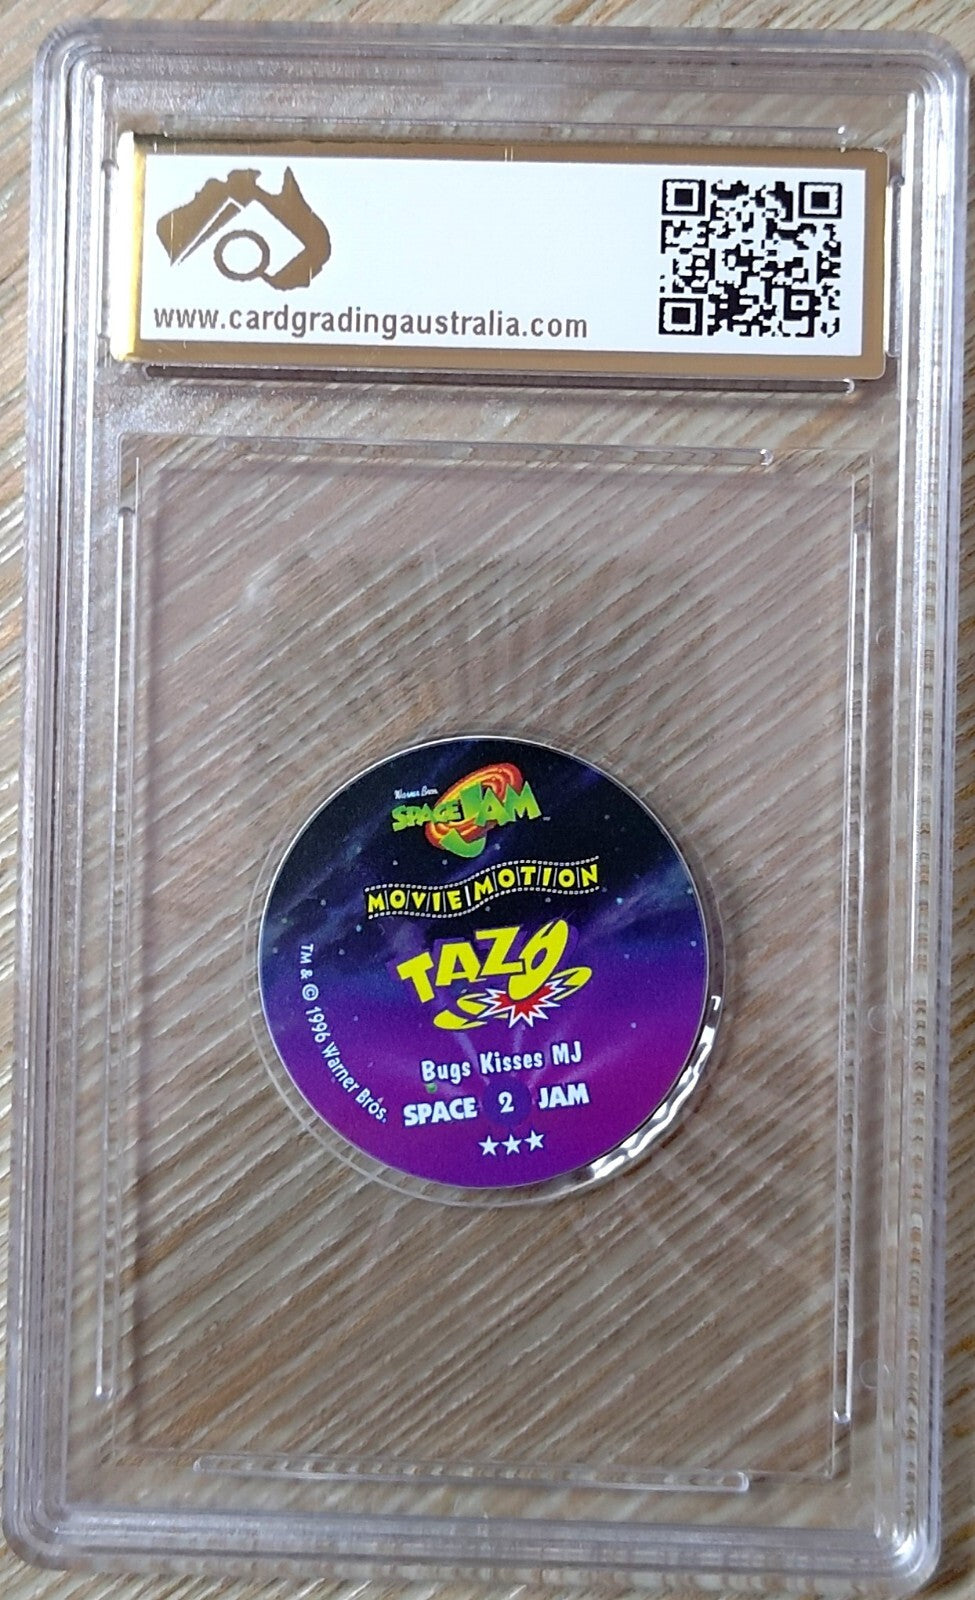 www.cardgradingaustralia.com
Warner Bros.
SPACE JAM
MOVIE MOTION
TAZO
TM & © 1996 Warner Bros.
Bugs Kisses MJ
SPACE 2 JAM